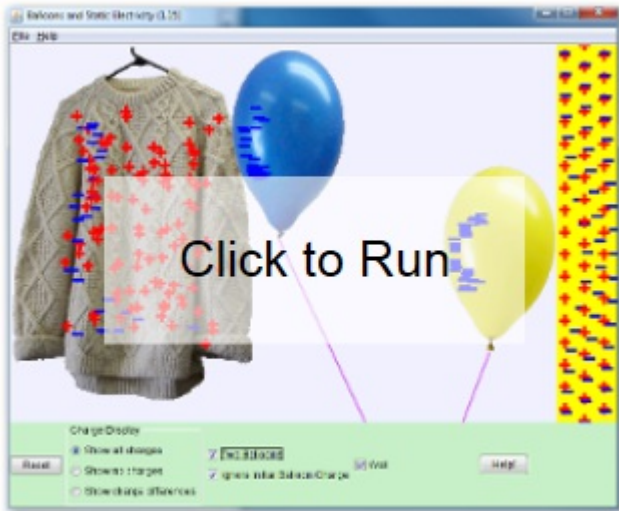 Balloons and Static Electricity (1.15)
File Help
Click to Run
Charge Display
Show all charges
Show no charges
Show charge differences
Two Balloons
Ignore Initial Balloon Charge
Wall
Reset
Help!